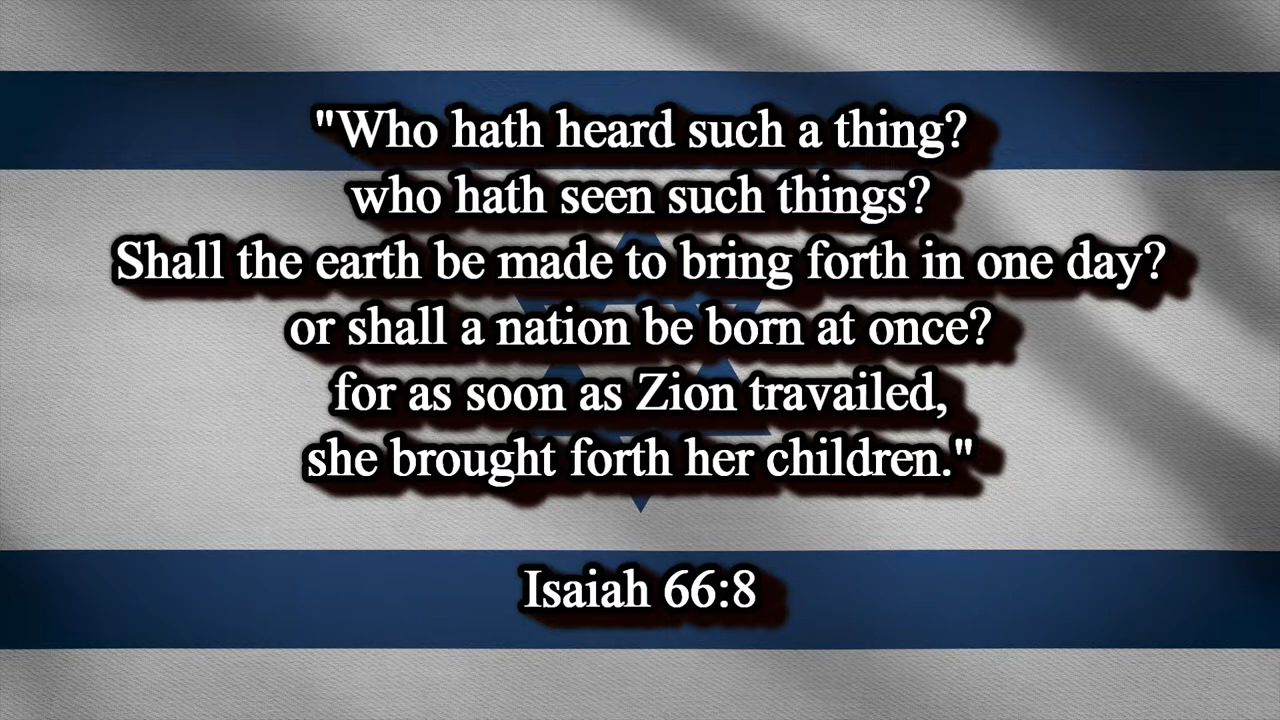 "Who hath heard such a thing?
who hath seen such things?
Shall the earth be made to bring forth in one day?
or shall a nation be born at once?
for as soon as Zion travailed,
she brought forth her children."
Isaiah 66:8